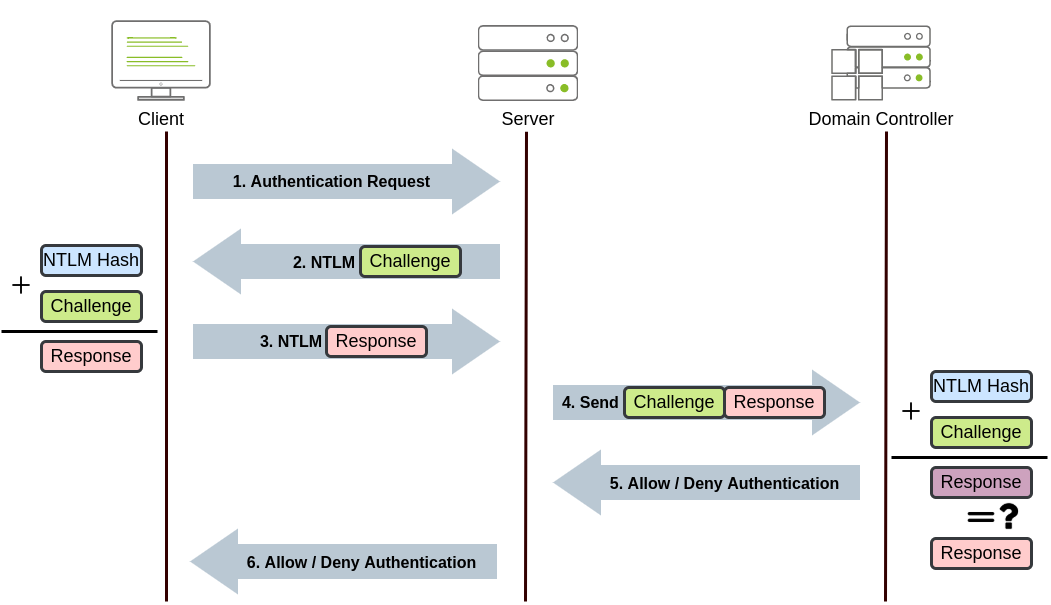 Client
Server
Domain Controller
1. Authentication Request
2. NTLM Challenge
NTLM Hash
+
Challenge
Response
3. NTLM Response
4. Send Challenge Response
NTLM Hash
+
Challenge
Response
=?
Response
5. Allow / Deny Authentication
6. Allow / Deny Authentication